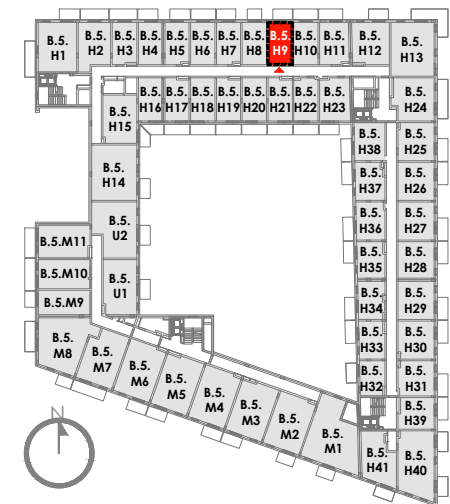 B.5.
H1
B.5.
H2
B.5.
H3
B.5.
H4
B.5.
H5
B.5.
H6
B.5.
H7
B.5.
H8
B.5.
H9
B.5.
H10
B.5.
H11
B.5.
H12
B.5.
H13
B.5.
H16
B.5.
H17
B.5.
H18
B.5.
H19
B.5.
H20
B.5.
H21
B.5.
H22
B.5.
H23
B.5.
H24
B.5.
H15
B.5.
H38
B.5.
H25
B.5.
H14
B.5.
H37
B.5.
H26
B.5.
U2
B.5.
H36
B.5.
H27
B.5.M11
B.5.
H35
B.5.
H28
B.5.M10
B.5.
U1
B.5.
H34
B.5.
H29
B.5.M9
B.5.
M8
B.5.
M7
B.5.
M6
B.5.
M5
B.5.
M4
B.5.
M3
B.5.
M2
B.5.
M1
B.5.
H33
B.5.
H30
B.5.
H32
B.5.
H31
B.5.
H39
B.5.
H41
B.5.
H40
N